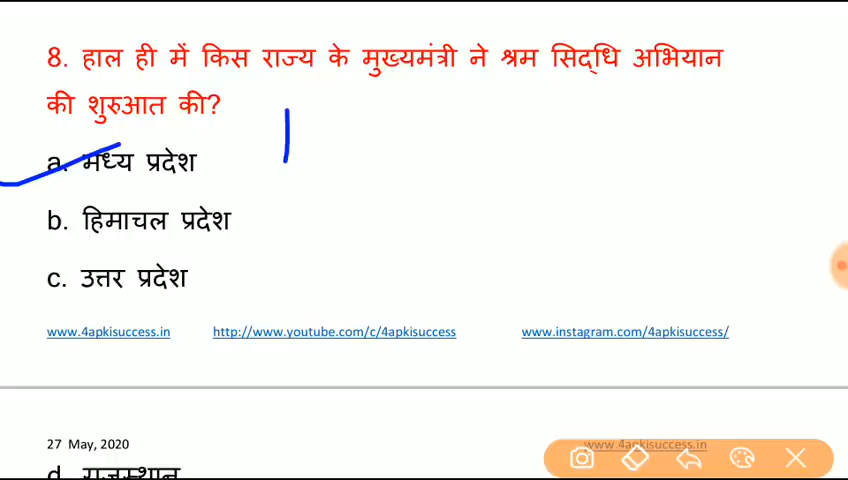 8. हाल ही में किस राज्य के मुख्यमंत्री ने श्रम सिद्धि अभियान
की शुरुआत की?
a. मध्य प्रदेश
b. हिमाचल प्रदेश
c. उत्तर प्रदेश
www.4apkisuccess.in http://www.youtube.com/c/4apkisuccess www.instagram.com/4apkisuccess/
27 May, 2020 www.4apkisuccess.in
d. राजस्थान